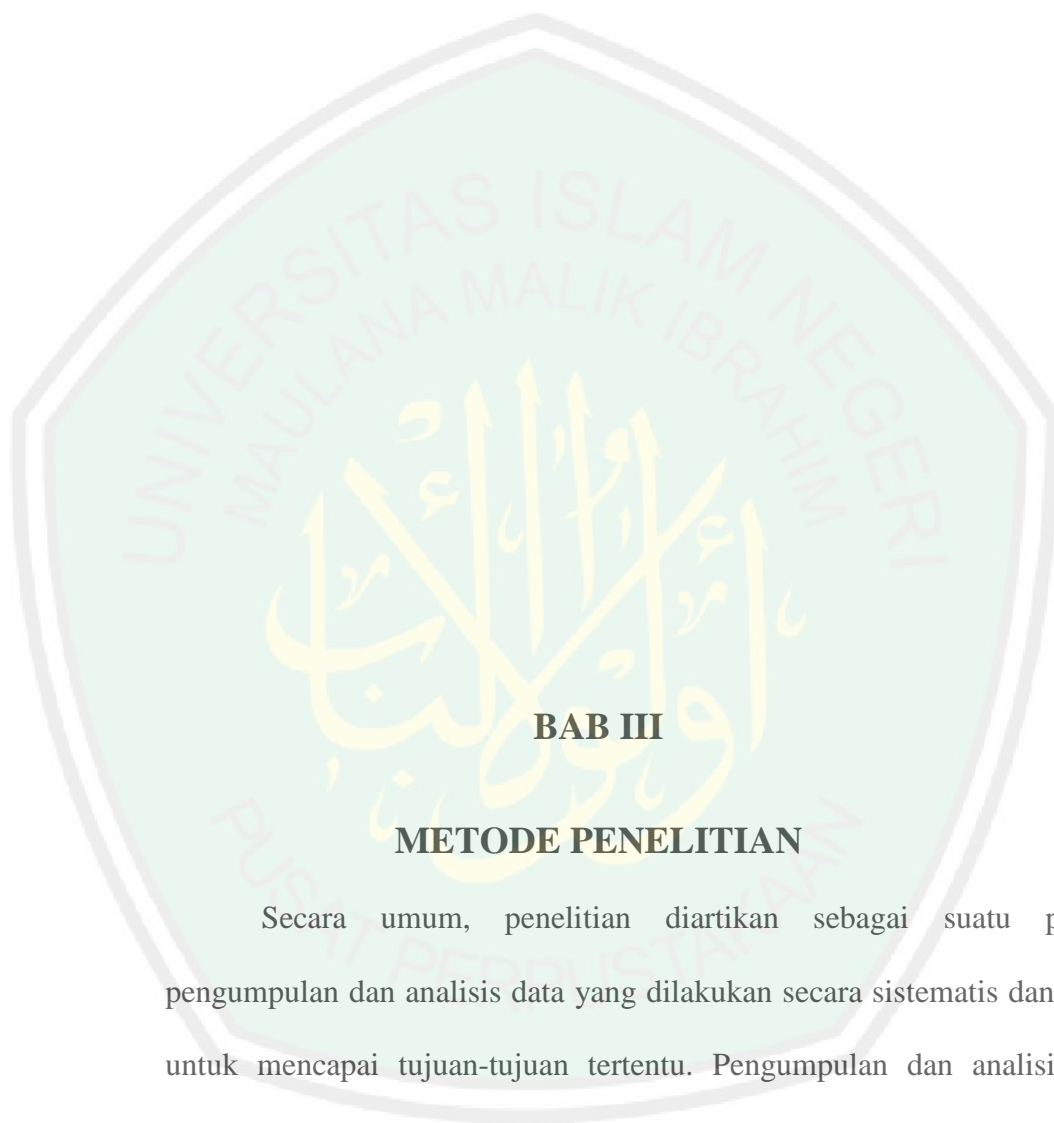 UNIVERSITAS ISLAM NEGERI
MAULANA MALIK IBRAHIM
BAB III
METODE PENELITIAN
Secara umum, penelitian diartikan sebagai suatu p
pengumpulan dan analisis data yang dilakukan secara sistematis dan
untuk mencapai tujuan-tujuan tertentu. Pengumpulan dan analisi
PUSAT PERPUSTAKAAN